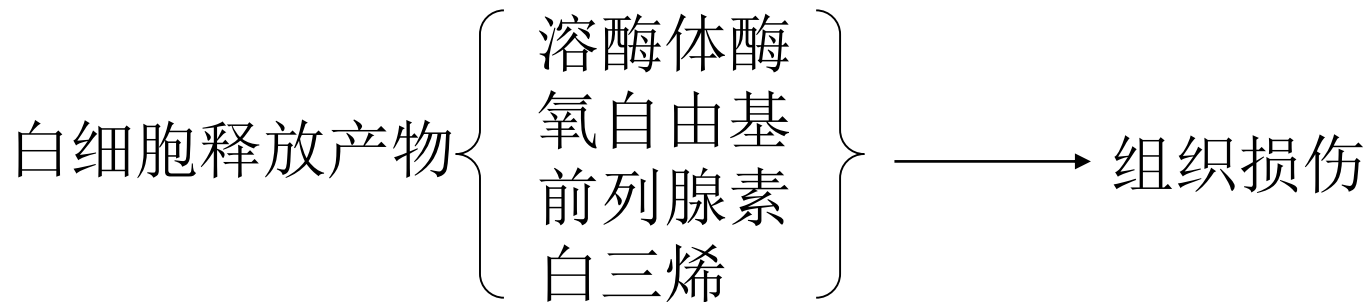 白细胞释放产物
溶酶体酶
氧自由基
前列腺素
白三烯
组织损伤